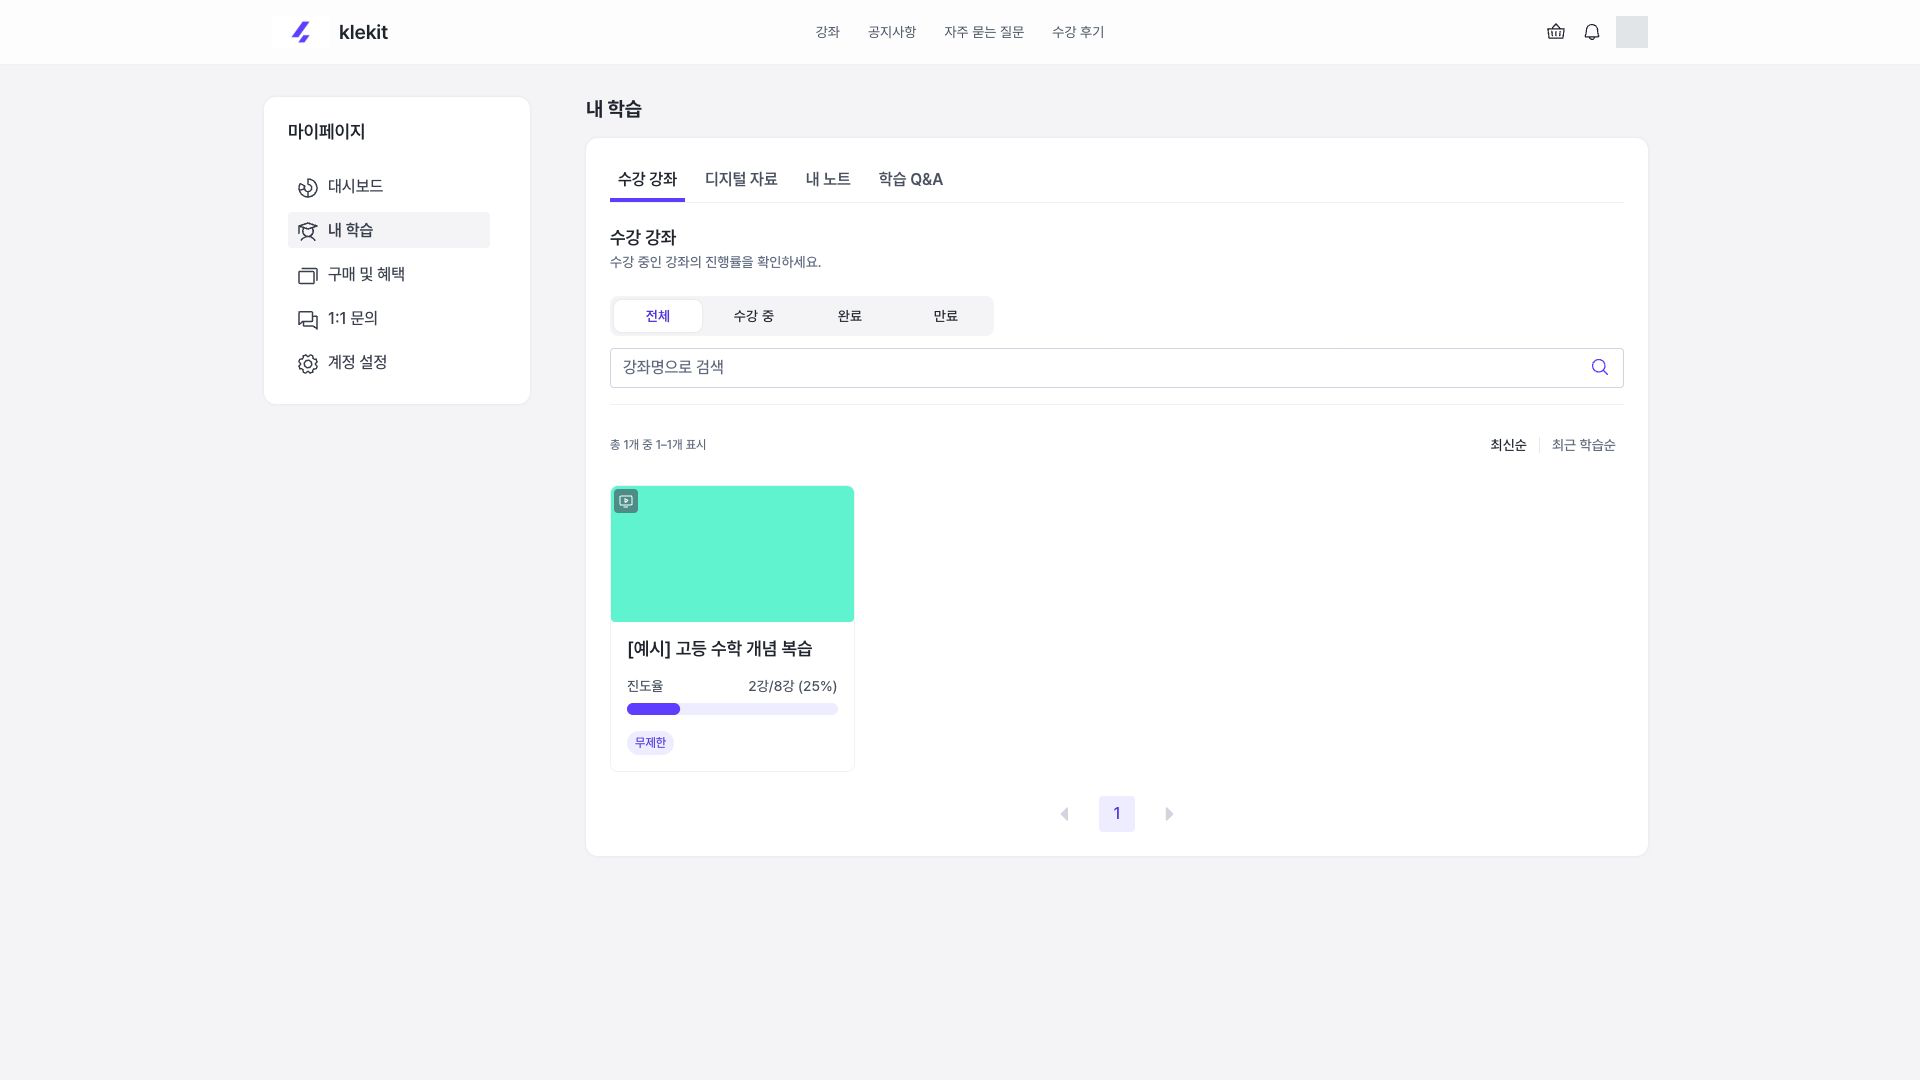 klekit
강좌
공지사항
자주 묻는 질문
수강 후기
마이페이지
대시보드
내 학습
구매 및 혜택
1:1 문의
계정 설정
내 학습
수강 강좌
디지털 자료
내 노트
학습 Q&A
수강 강좌
수강 중인 강좌의 진행률을 확인하세요.
전체
수강 중
완료
만료
강좌명으로 검색
총 1개 중 1–1개 표시
최신순
최근 학습순
[예시] 고등 수학 개념 복습
진도율
2강/8강 (25%)
무제한
1